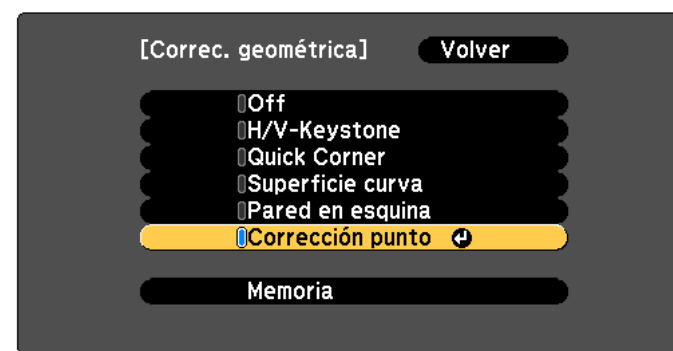 [Correc. geométrica] Volver
Off
H/V-Keystone
Quick Corner
Superficie curva
Pared en esquina
Corrección punto
Memoria